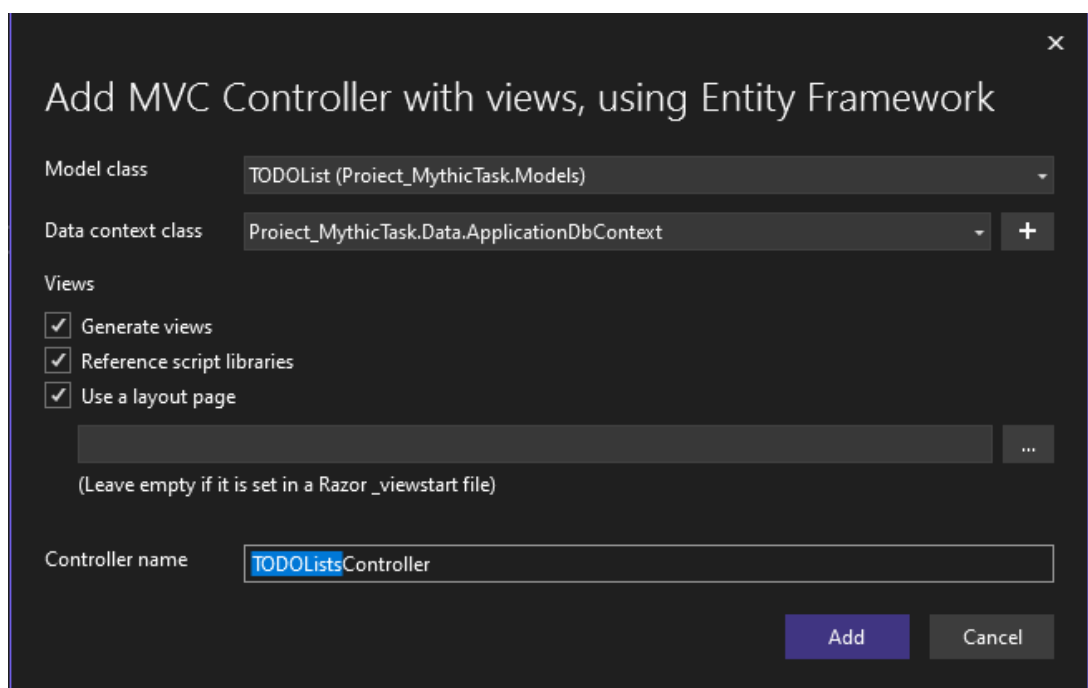 Add MVC Controller with views, using Entity Framework
Model class
TODOList (Proiect_MythicTask.Models)
Data context class
Proiect_MythicTask.Data.ApplicationDbContext
+
Views
Generate views
Reference script libraries
Use a layout page
...
(Leave empty if it is set in a Razor _viewstart file)
Controller name
TODOListsController
Add
Cancel